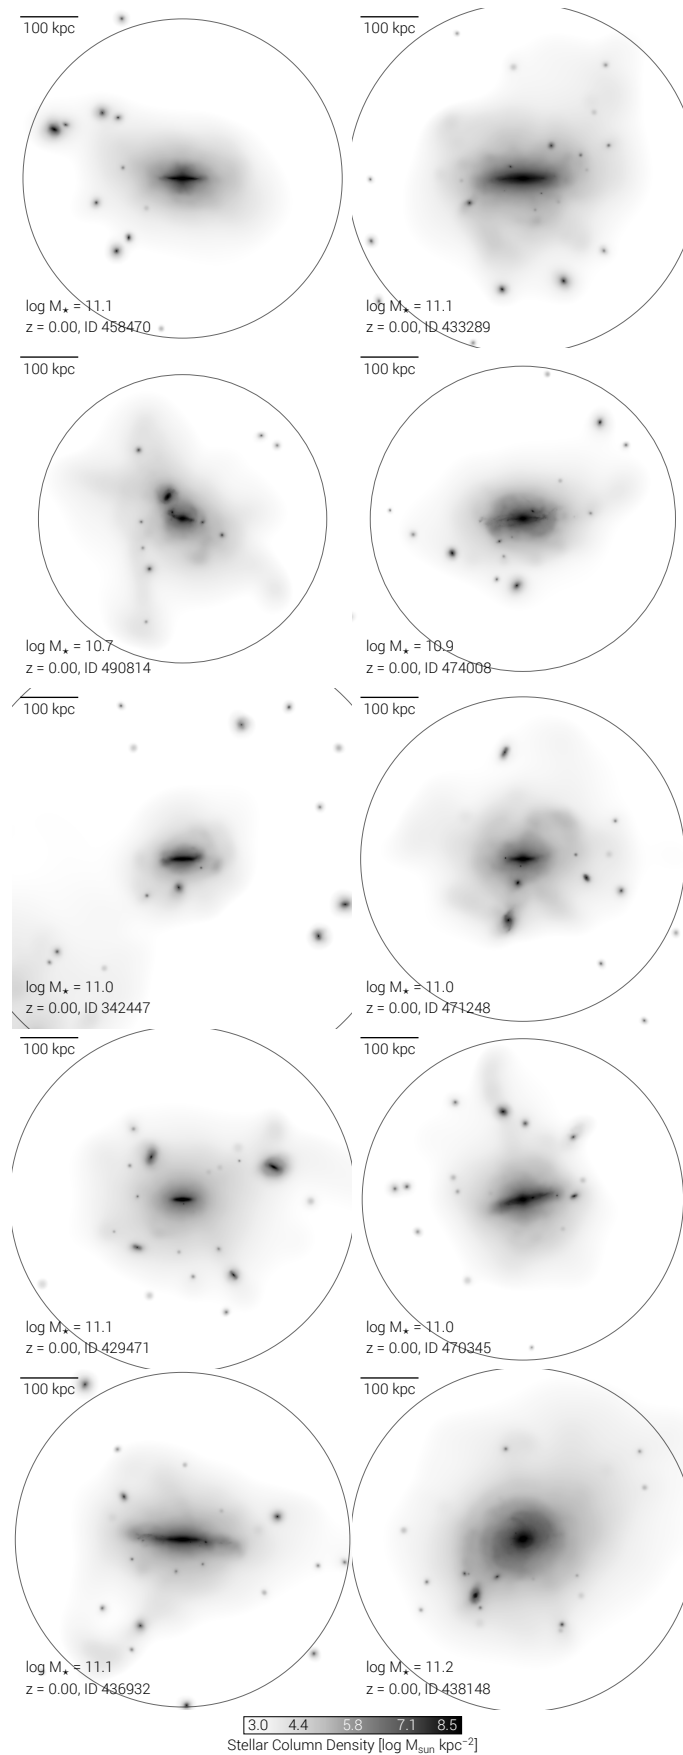 100 kpc
log M★ = 11.1
z = 0.00, ID 458470
100 kpc
log M★ = 11.1
z = 0.00, ID 433289
100 kpc
log M★ = 10.7
z = 0.00, ID 490814
100 kpc
log M★ = 10.9
z = 0.00, ID 474008
100 kpc
log M★ = 11.0
z = 0.00, ID 342447
100 kpc
log M★ = 11.0
z = 0.00, ID 471248
100 kpc
log M★ = 11.1
z = 0.00, ID 429471
100 kpc
log M★ = 11.0
z = 0.00, ID 470345
100 kpc
log M★ = 11.1
z = 0.00, ID 436932
100 kpc
log M★ = 11.2
z = 0.00, ID 438148
3.0 4.4 5.8 7.1 8.5
Stellar Column Density [log Msun kpc−2]